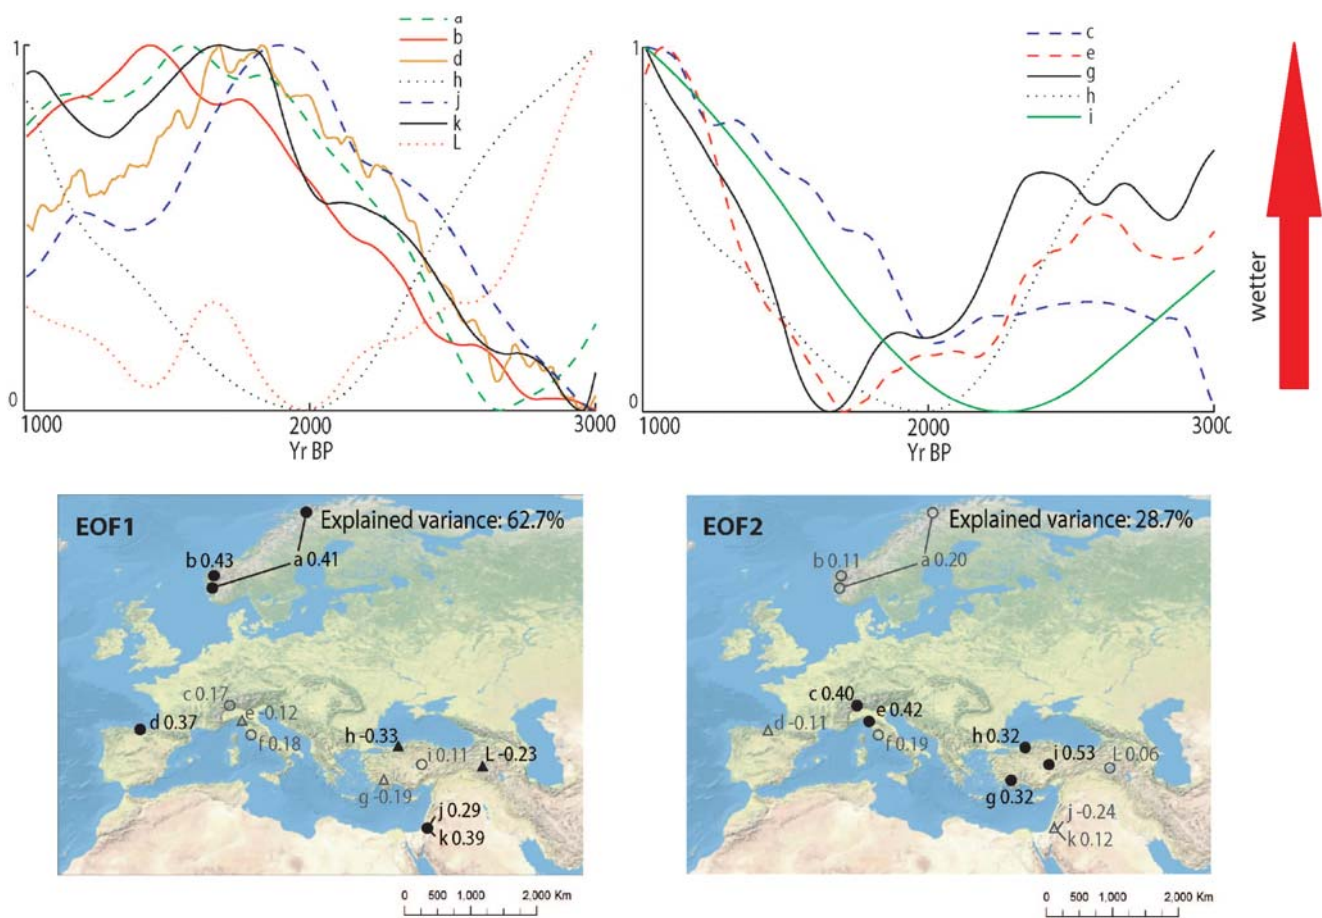 a
b
d
h
j
k
L
1
0
1000
2000
3000
Yr BP
c
e
g
h
i
1
0
1000
2000
3000
Yr BP
wetter
EOF1
Explained variance: 62.7%
b 0.43
a 0.41
c 0.17
e -0.12
d 0.37
f 0.18
h -0.33
i 0.11
L -0.23
g -0.19
j 0.29
k 0.39
0 500 1,000 2,000 Km
EOF2
Explained variance: 28.7%
b 0.11
a 0.20
c 0.40
e 0.42
d -0.11
f 0.19
h 0.32
i 0.53
L 0.06
g 0.32
j -0.24
k 0.12
0 500 1,000 2,000 Km